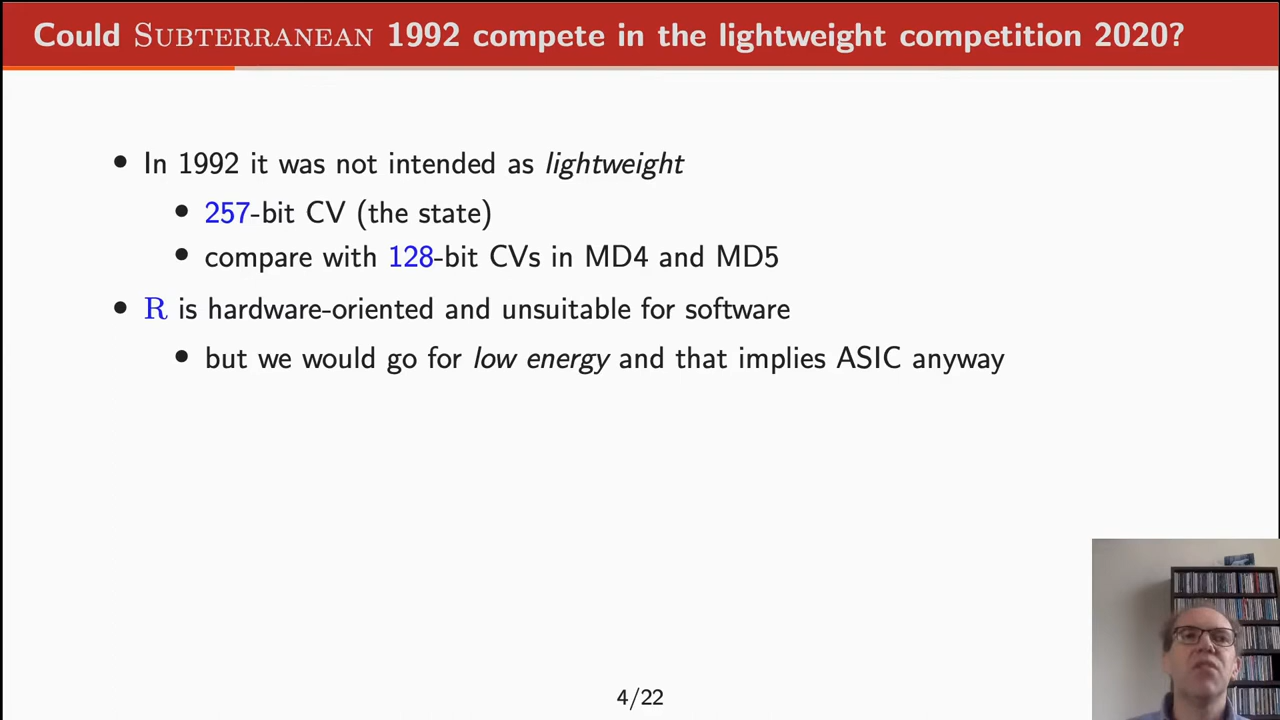 Could SUBTERRANEAN 1992 compete in the lightweight competition 2020?
• In 1992 it was not intended as lightweight
• 257-bit CV (the state)
• compare with 128-bit CVs in MD4 and MD5
• R is hardware-oriented and unsuitable for software
• but we would go for low energy and that implies ASIC anyway
4/22